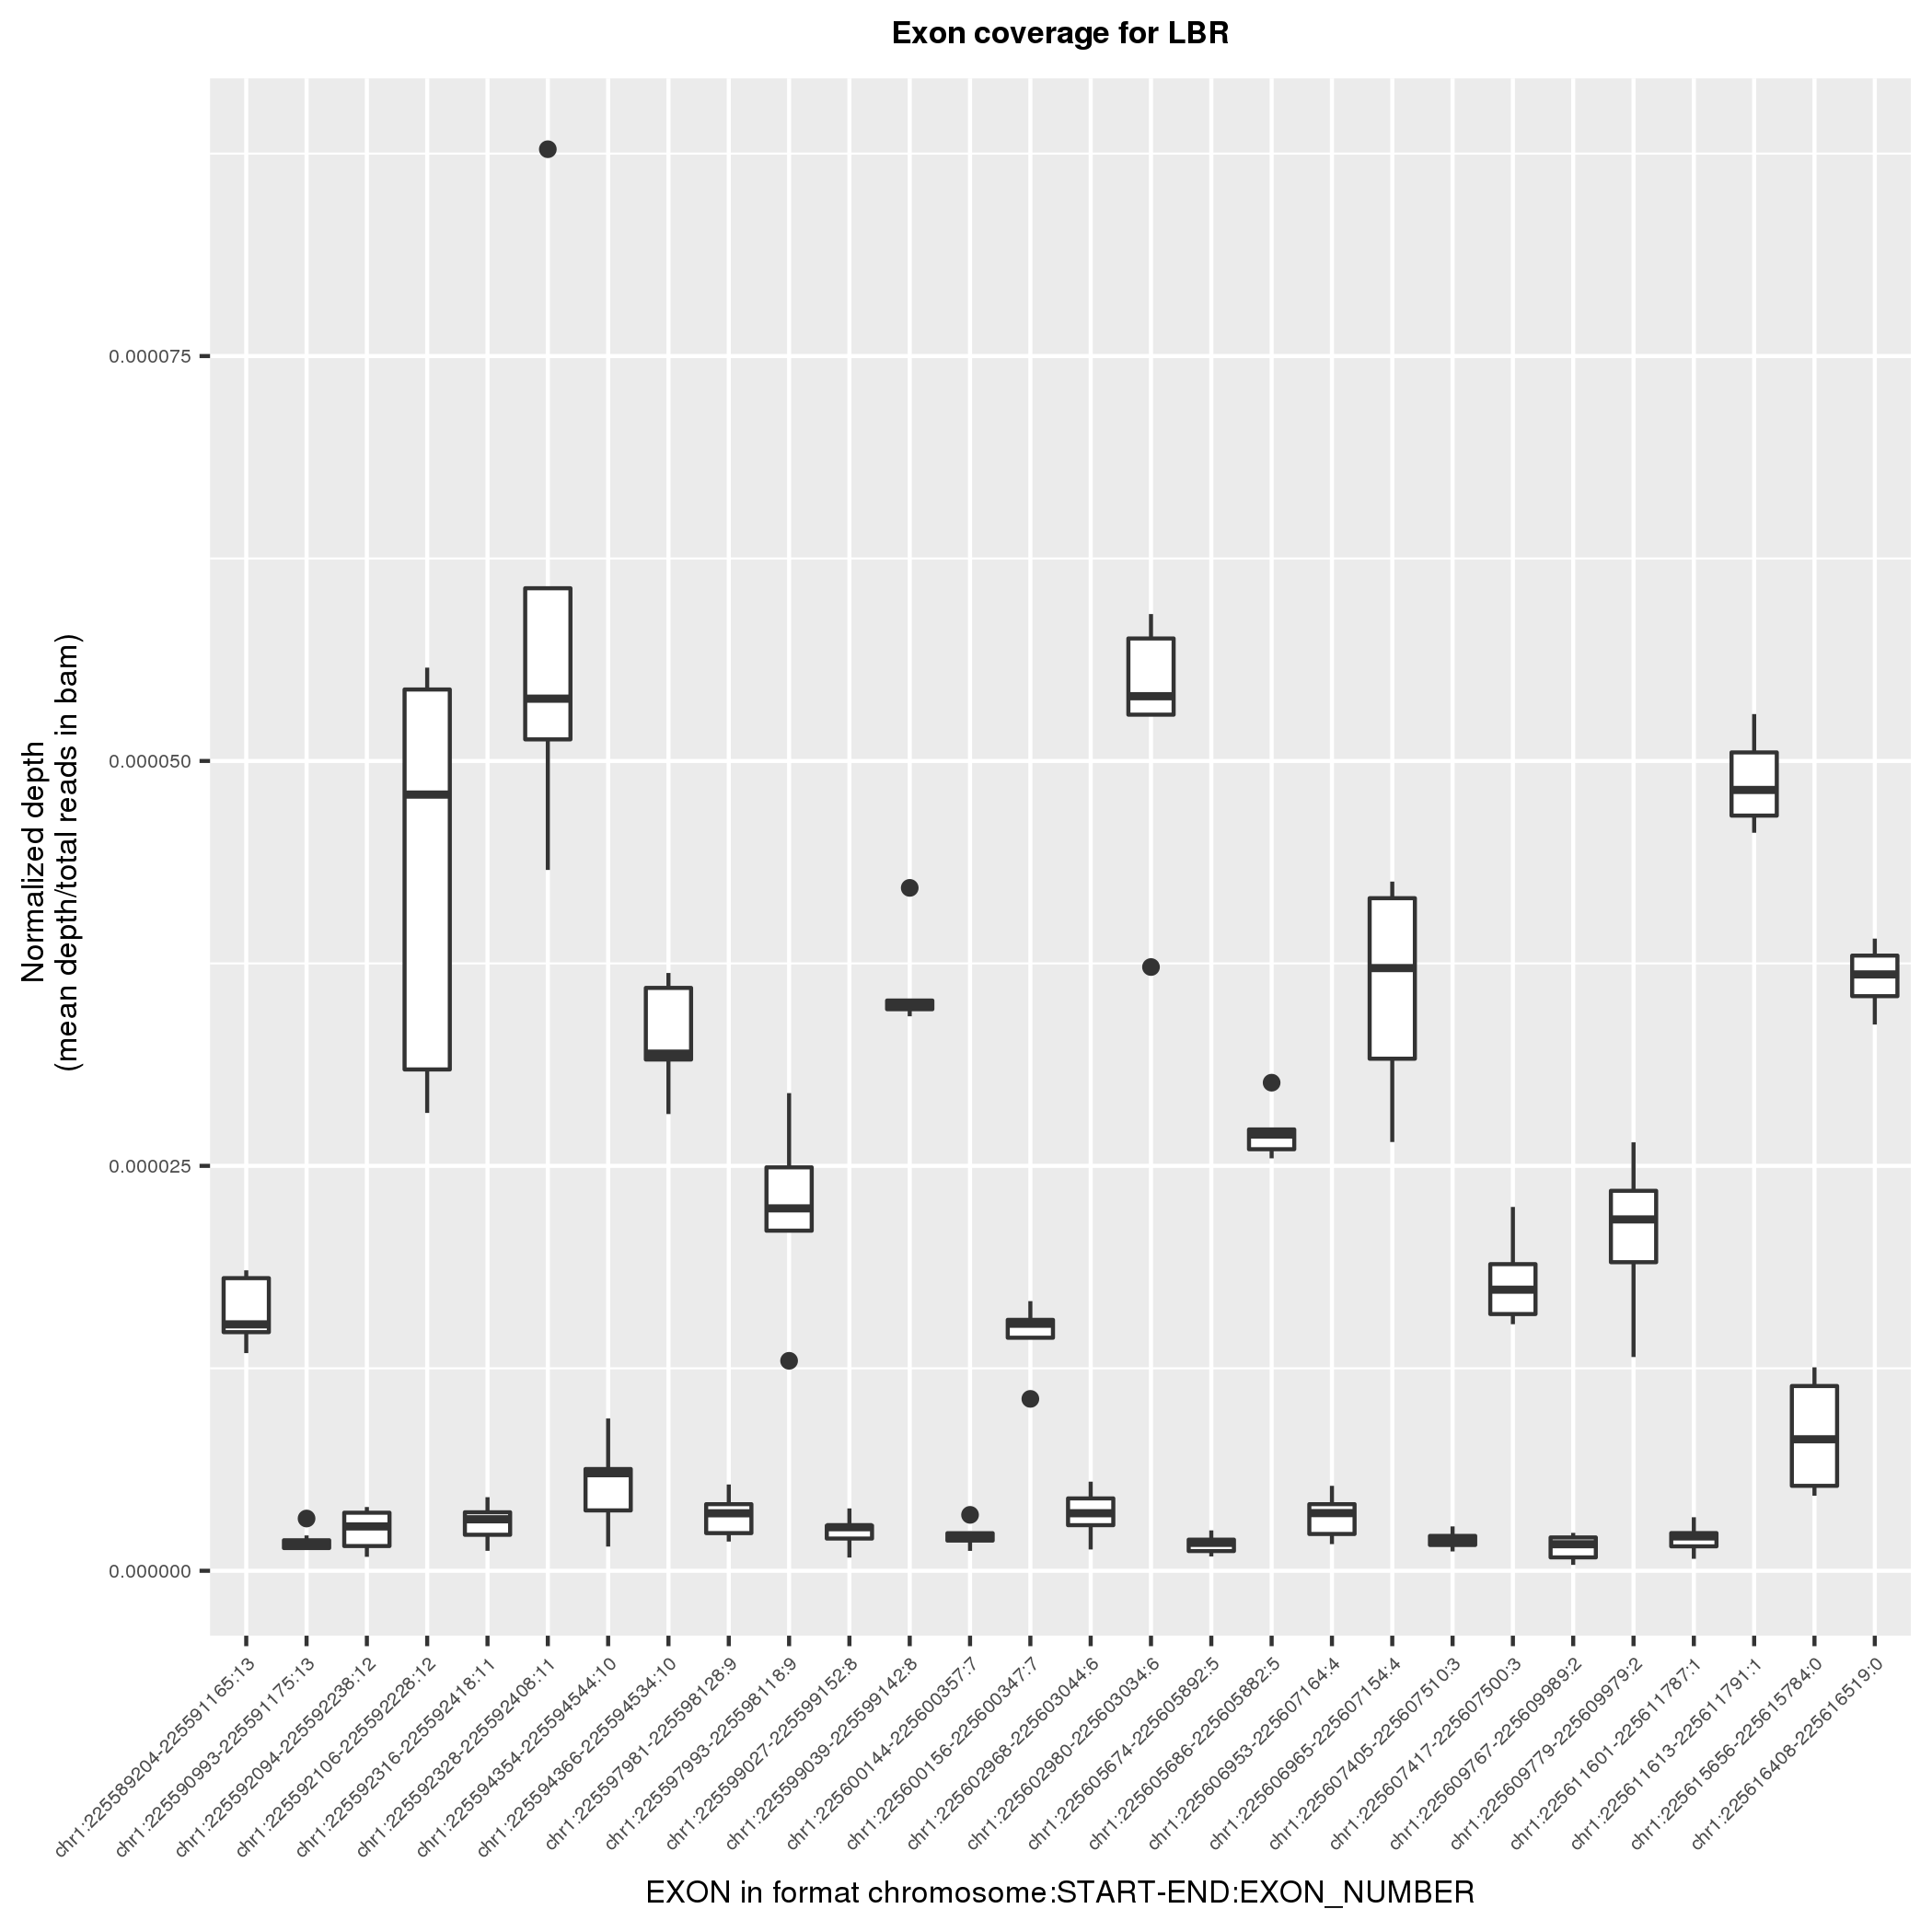 Exon coverage for LBR
Normalized depth
(mean depth/total reads in bam)
0.000075
0.000050
0.000025
0.000000
chr1:225589204-225591165:13
chr1:225590993-225591175:13
chr1:225592094-225592238:12
chr1:225592106-225592228:12
chr1:225592316-225592418:11
chr1:225592328-225592408:11
chr1:225594354-225594544:10
chr1:225594366-225594534:10
chr1:225597981-225598128:9
chr1:225597993-225598118:9
chr1:225599027-225599152:8
chr1:225599039-225599142:8
chr1:225600144-225600357:7
chr1:225600156-225600347:7
chr1:225602968-225603044:6
chr1:225602980-225603034:6
chr1:225605674-225605892:5
chr1:225605686-225605882:5
chr1:225606953-225607164:4
chr1:225606965-225607154:4
chr1:225607405-225607510:3
chr1:225607417-225607500:3
chr1:225609767-225609989:2
chr1:225609779-225609979:2
chr1:225611601-225611787:1
chr1:225611613-225611791:1
chr1:225615656-225615784:0
chr1:225616408-225616519:0
EXON in format chromosome:START-END:EXON_NUMBER